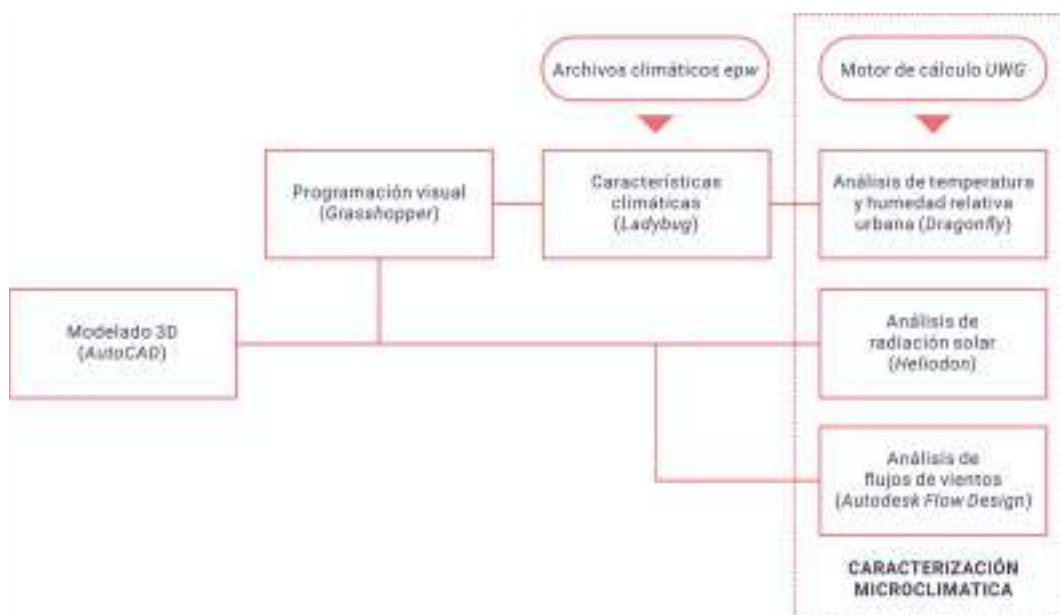 Archivos climáticos epw
Motor de cálculo UWG
Programación visual
(Grasshopper)
Características
climáticas
(Ladybug)
Análisis de temperatura
y humedad relativa
urbana (Dragonfly)
Modelado 3D
(AutoCAD)
Análisis de
radiación solar
(Heliodon)
Análisis de
flujos de vientos
(Autodesk Flow Design)
CARACTERIZACIÓN
MICROCLIMATICA